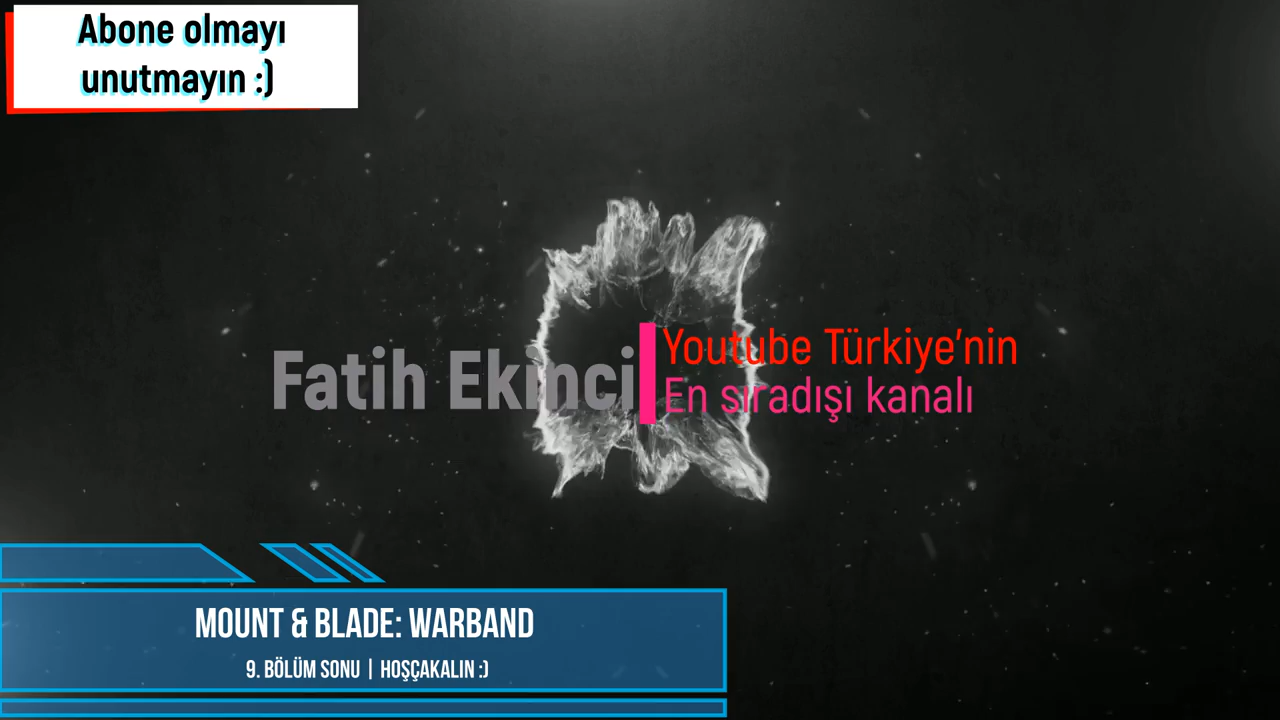 Abone olmayı
unutmayın :)
Fatih Ekinci
Youtube Türkiye'nin
En sıradışı kanalı
MOUNT & BLADE: WARBAND
9. BÖLÜM SONU | HOŞÇAKALIN :)